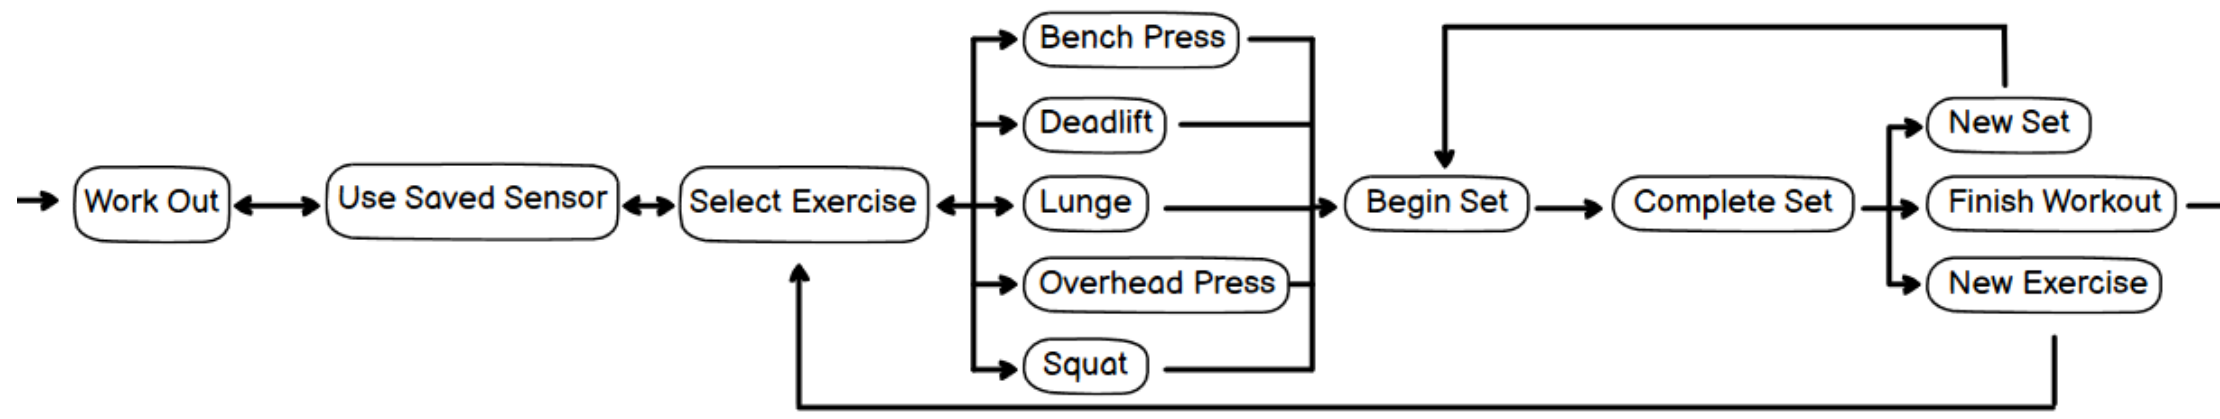 Work Out
Use Saved Sensor
Select Exercise
Bench Press
Deadlift
Lunge
Overhead Press
Squat
Begin Set
Complete Set
New Set
Finish Workout
New Exercise